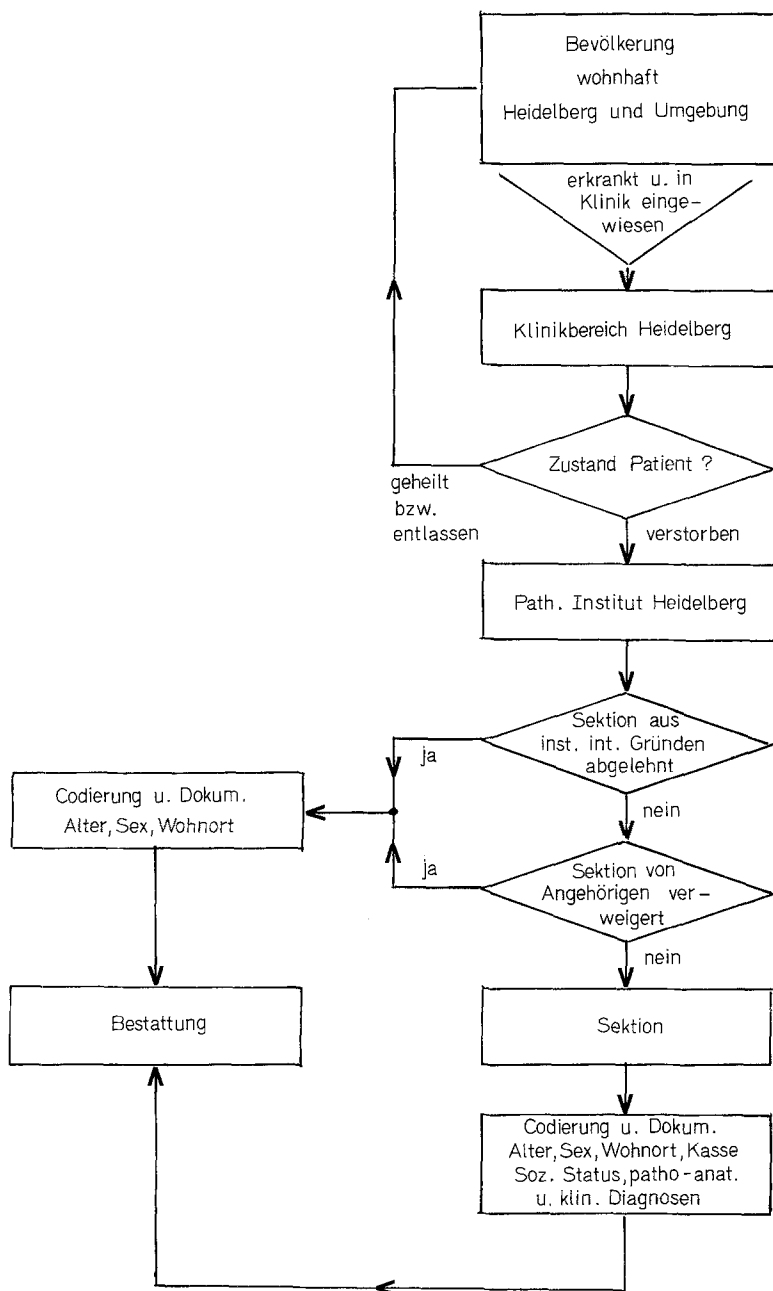 Bevölkerung
wohnhaft
Heidelberg und Umgebung
erkrankt u. in
Klinik einge-
wiesen
Klinikbereich Heidelberg
Zustand Patient ?
geheilt
bzw.
entlassen
verstorben
Path. Institut Heidelberg
Sektion aus
inst. int. Gründen
abgelehnt
ja
nein
Codierung u. Dokum.
Alter, Sex, Wohnort
Sektion von
Angehörigen ver-
weigert
ja
nein
Bestattung
Sektion
Codierung u. Dokum.
Alter, Sex, Wohnort, Kasse
Soz. Status, patho-anat.
u. klin. Diagnosen